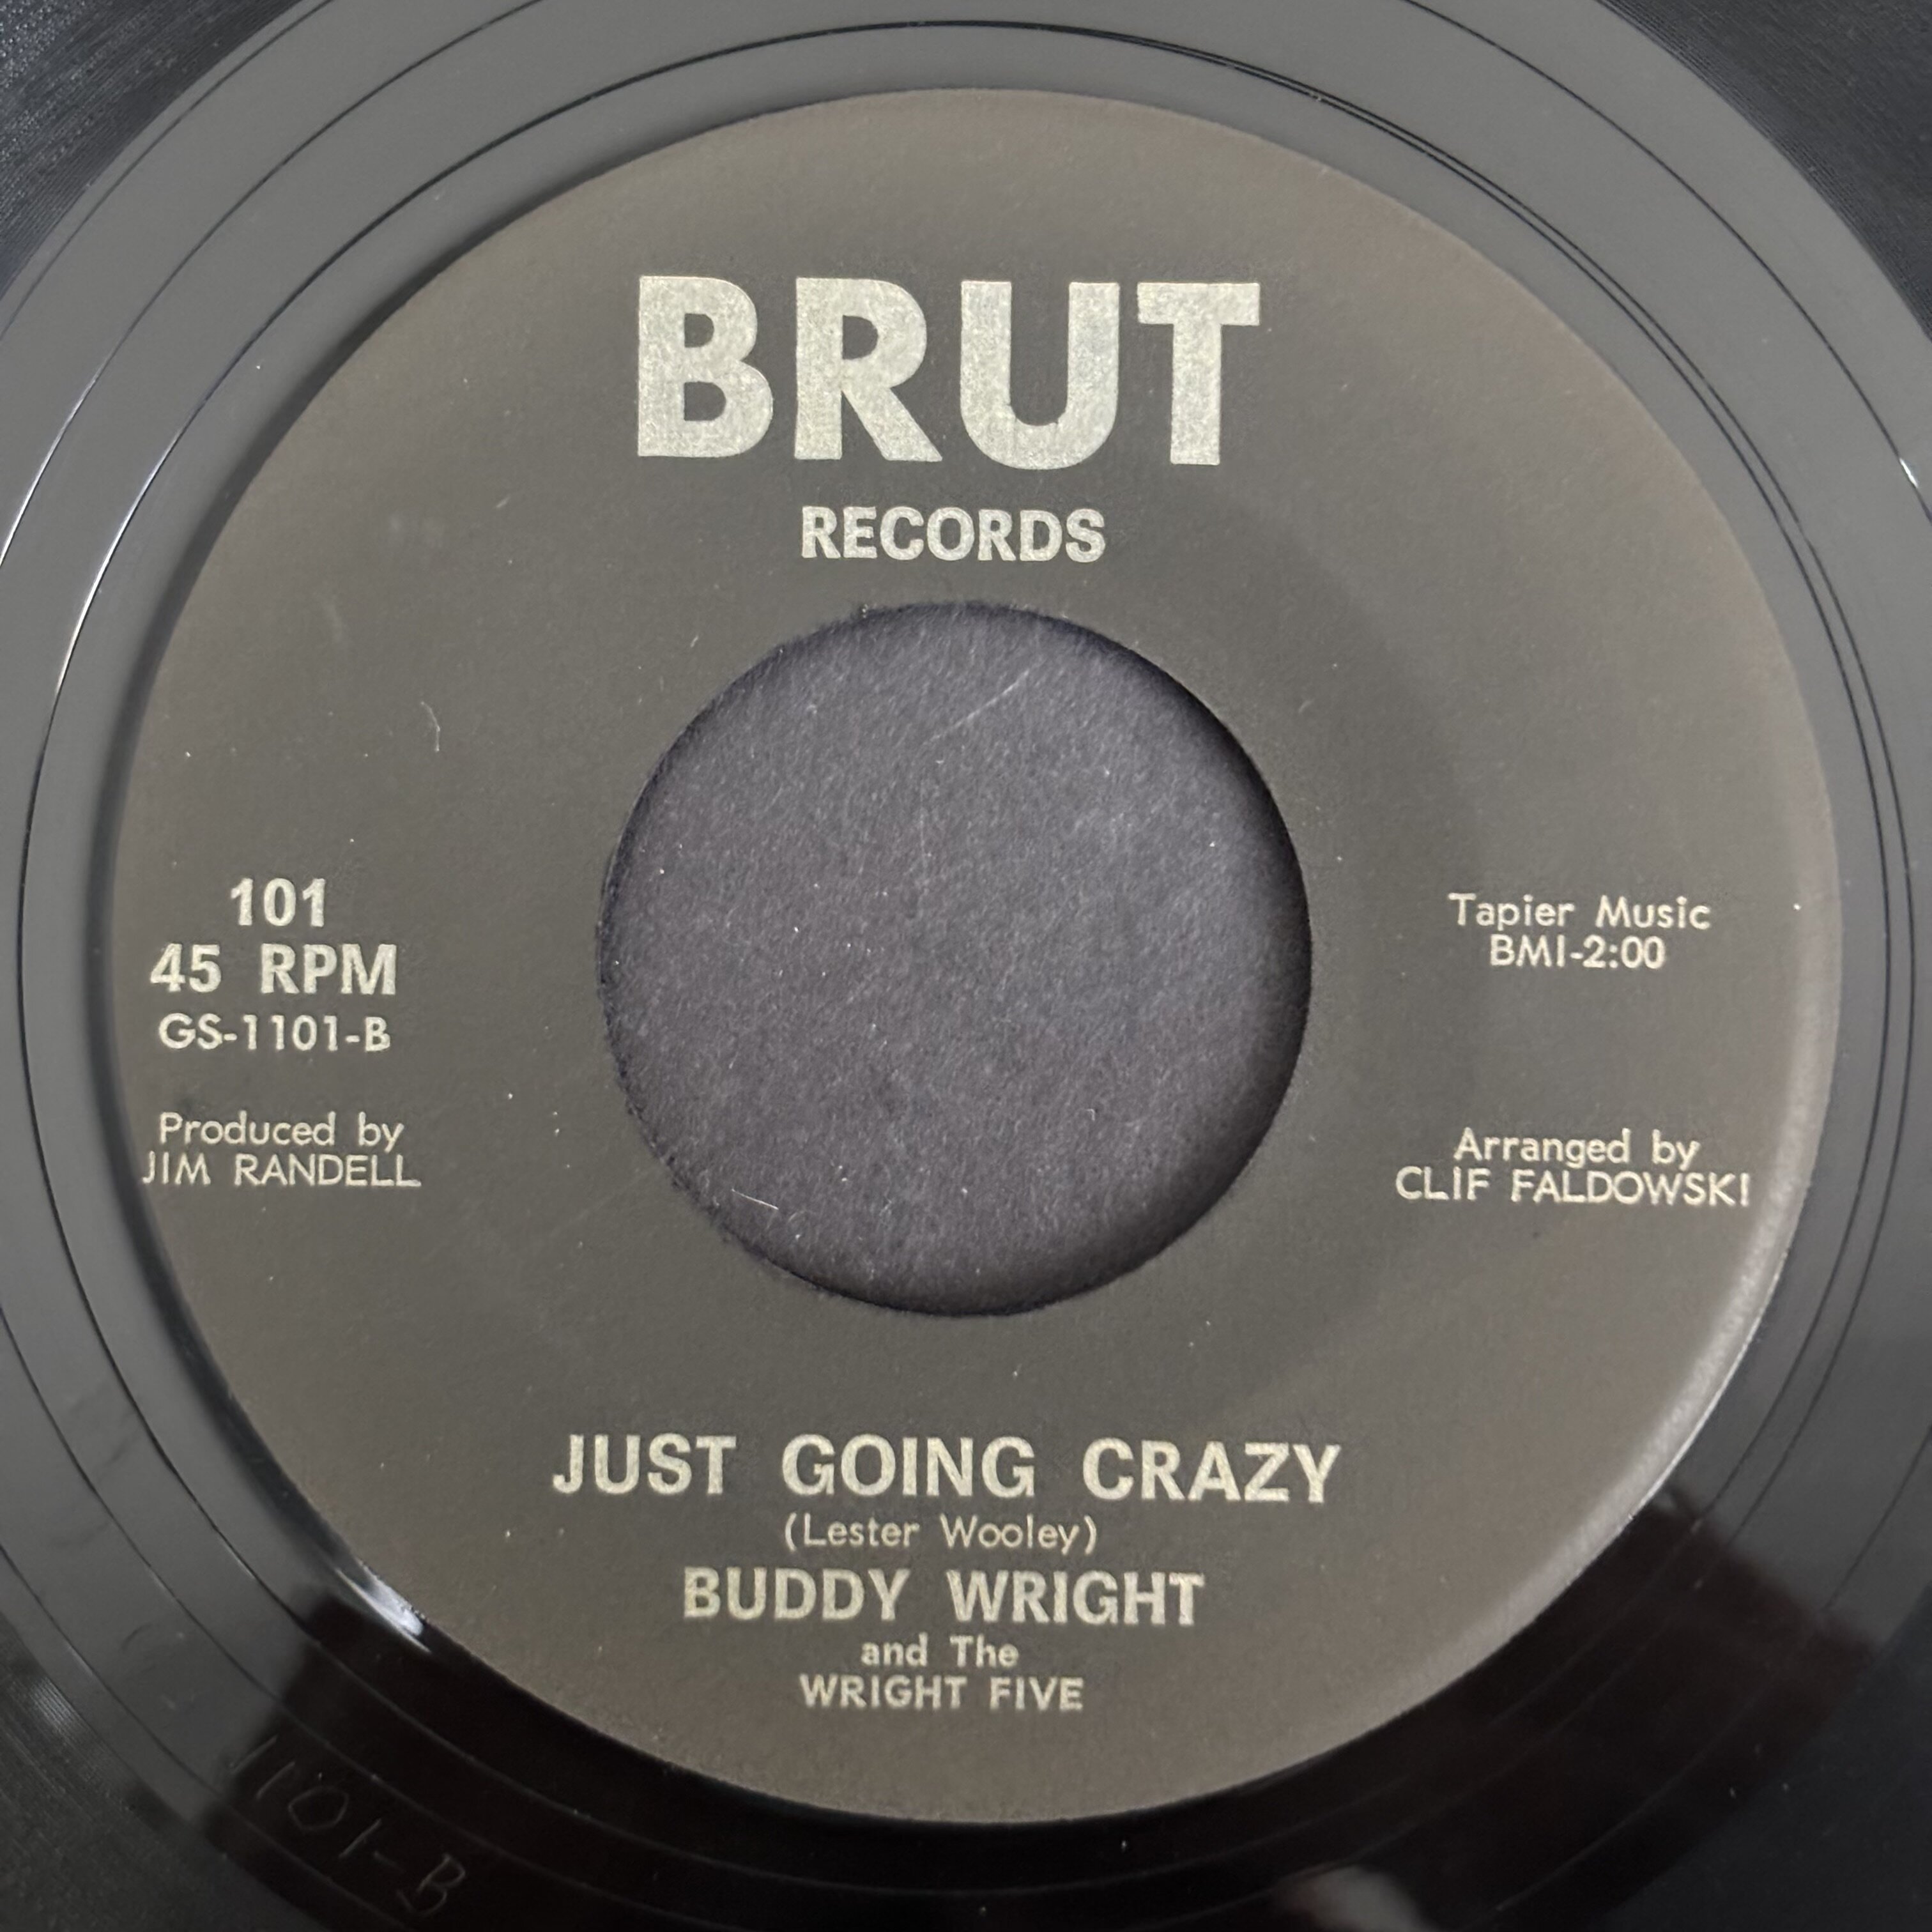 BRUT
RECORDS
101
45 RPM
GS-1101-B
Produced by
JIM RANDELL
Tapier Music
BMI-2:00
Arranged by
CLIF FALDOWSKI
JUST GOING CRAZY
(Lester Wooley)
BUDDY WRIGHT
and The
WRIGHT FIVE
1101-B